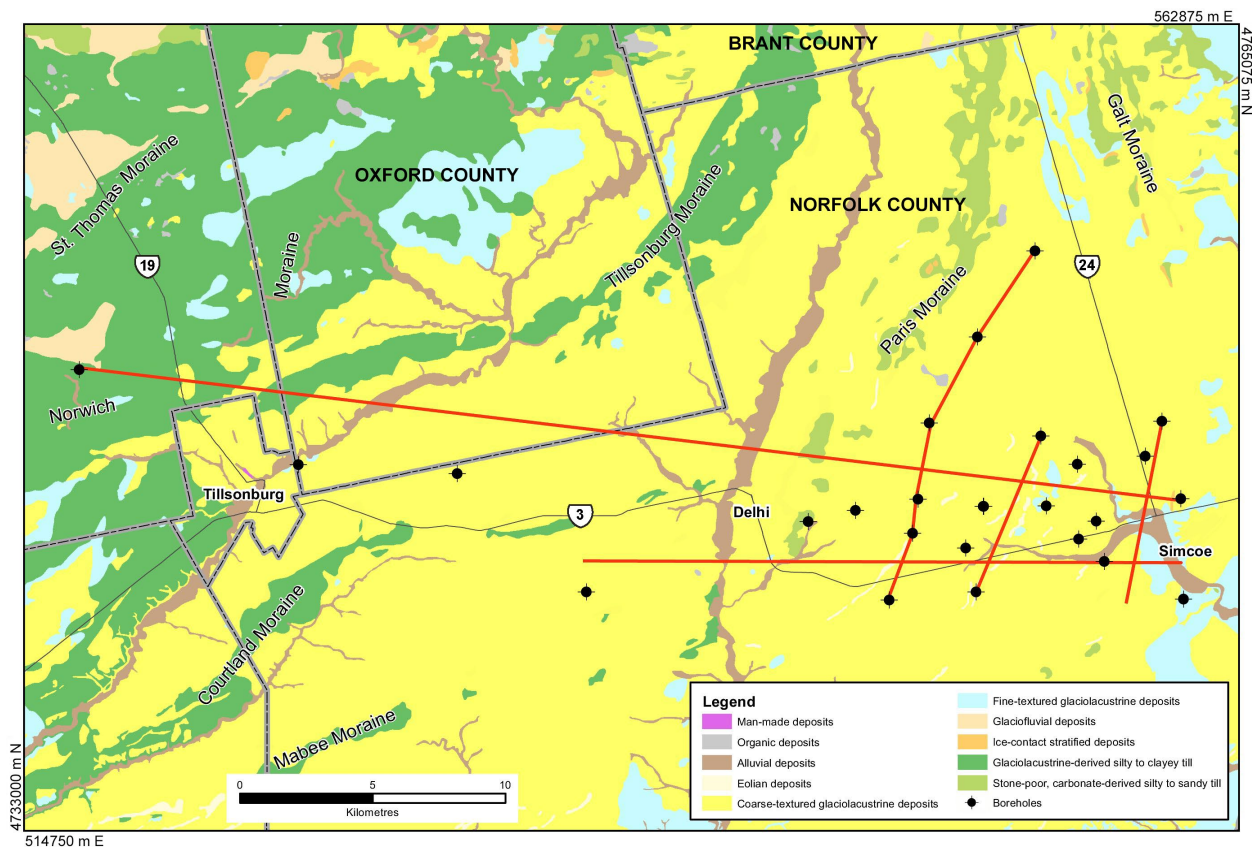 562875 m E
4765075 m N
BRANT COUNTY
Galt Moraine
St. Thomas Moraine
OXFORD COUNTY
Tillsonburg Moraine
NORFOLK COUNTY
19
Moraine
24
Paris Moraine
Norwich
Tillsonburg
3
Delhi
Simcoe
Courtland Moraine
Mabee Moraine
Legend
Man-made deposits
Organic deposits
Alluvial deposits
Eolian deposits
Coarse-textured glaciolacustrine deposits
Fine-textured glaciolacustrine deposits
Glaciofluvial deposits
Ice-contact stratified deposits
Glaciolacustrine-derived silty to clayey till
Stone-poor, carbonate-derived silty to sandy till
Boreholes
0 5 10
Kilometres
4733000 m N
514750 m E